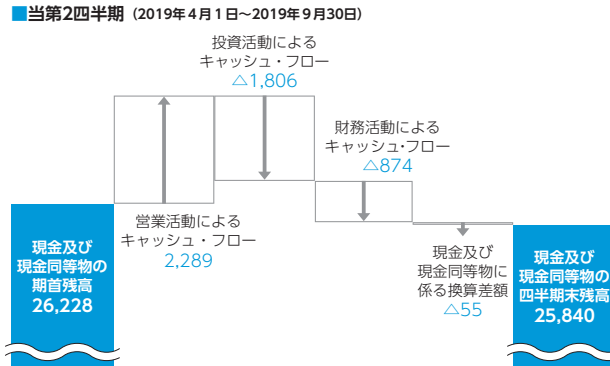 ■当第2四半期（2019年4月1日～2019年9月30日）
投資活動による
キャッシュ・フロー
△1,806
財務活動による
キャッシュ・フロー
△874
営業活動による
キャッシュ・フロー
2,289
現金及び
現金同等物の
期首残高
26,228
現金及び
現金同等物に
係る換算差額
△55
現金及び
現金同等物の
四半期末残高
25,840